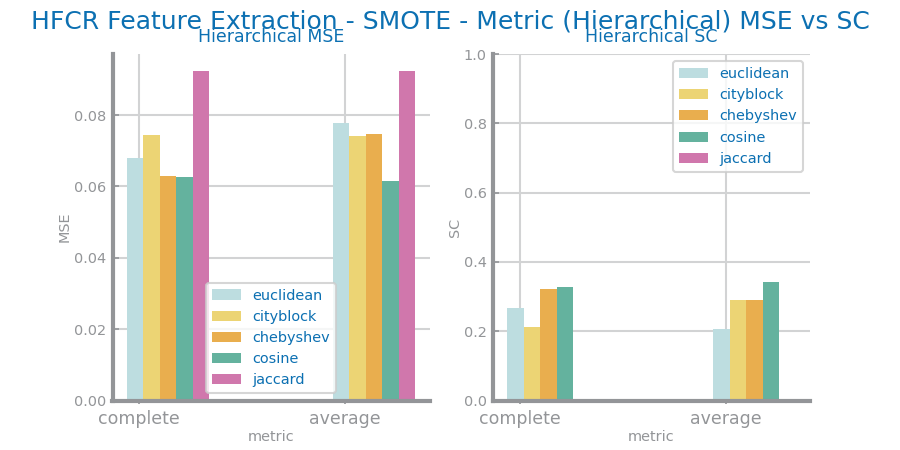 HFCR Feature Extraction - SMOTE - Metric (Hierarchical) MSE vs SC
Hierarchical MSE
MSE
0.08
0.06
0.04
0.02
0.00
euclidean
cityblock
chebyshev
cosine
jaccard
complete
average
metric
Hierarchical SC
SC
1.0
0.8
0.6
0.4
0.2
0.0
euclidean
cityblock
chebyshev
cosine
jaccard
complete
average
metric